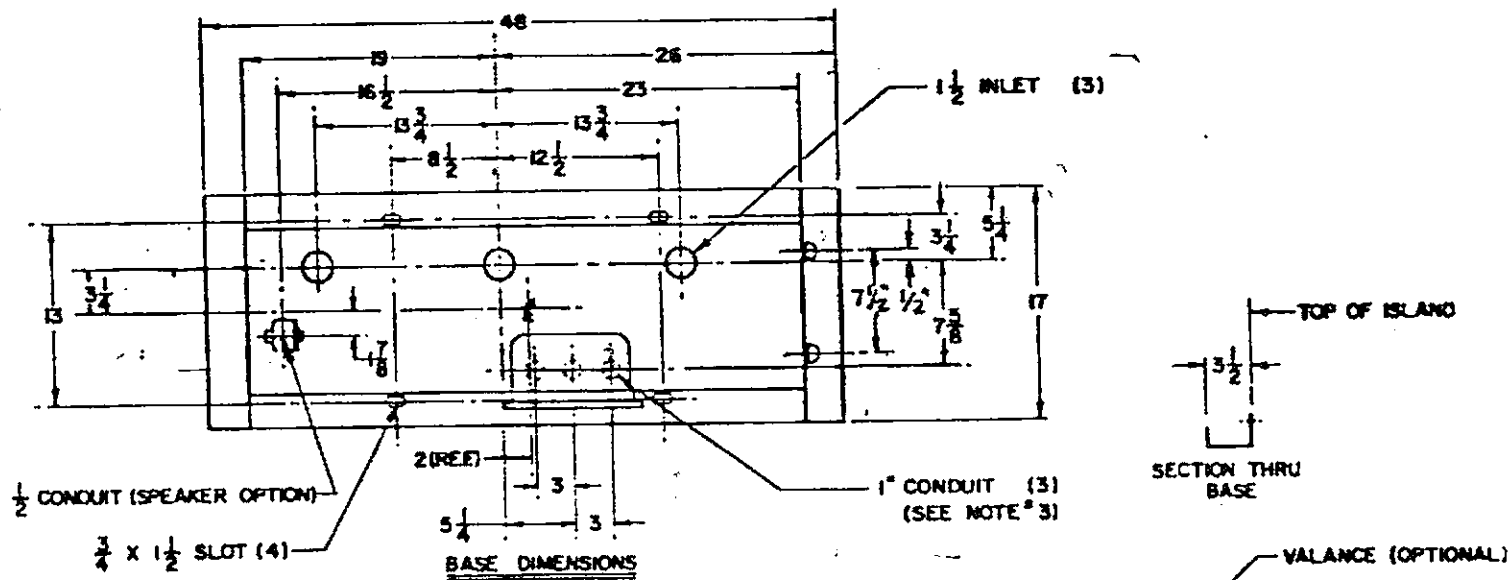 48
19 26
16 1/2 23
1 1/2 INLET (3)
13 3/4 13 3/4
8 1/2 12 1/2
5 1/4
3 1/4
3 1/4
13
7 1/2" 1/2"
17
7 5/8
1 7/8
TOP OF ISLAND
3 1/2
SECTION THRU
BASE
2 (REF)
1/2 CONDUIT (SPEAKER OPTION)
3
1" CONDUIT (3)
(SEE NOTE #3)
5 1/4
3
3/4 X 1 1/2 SLOT (4)
BASE DIMENSIONS
VALANCE (OPTIONAL)